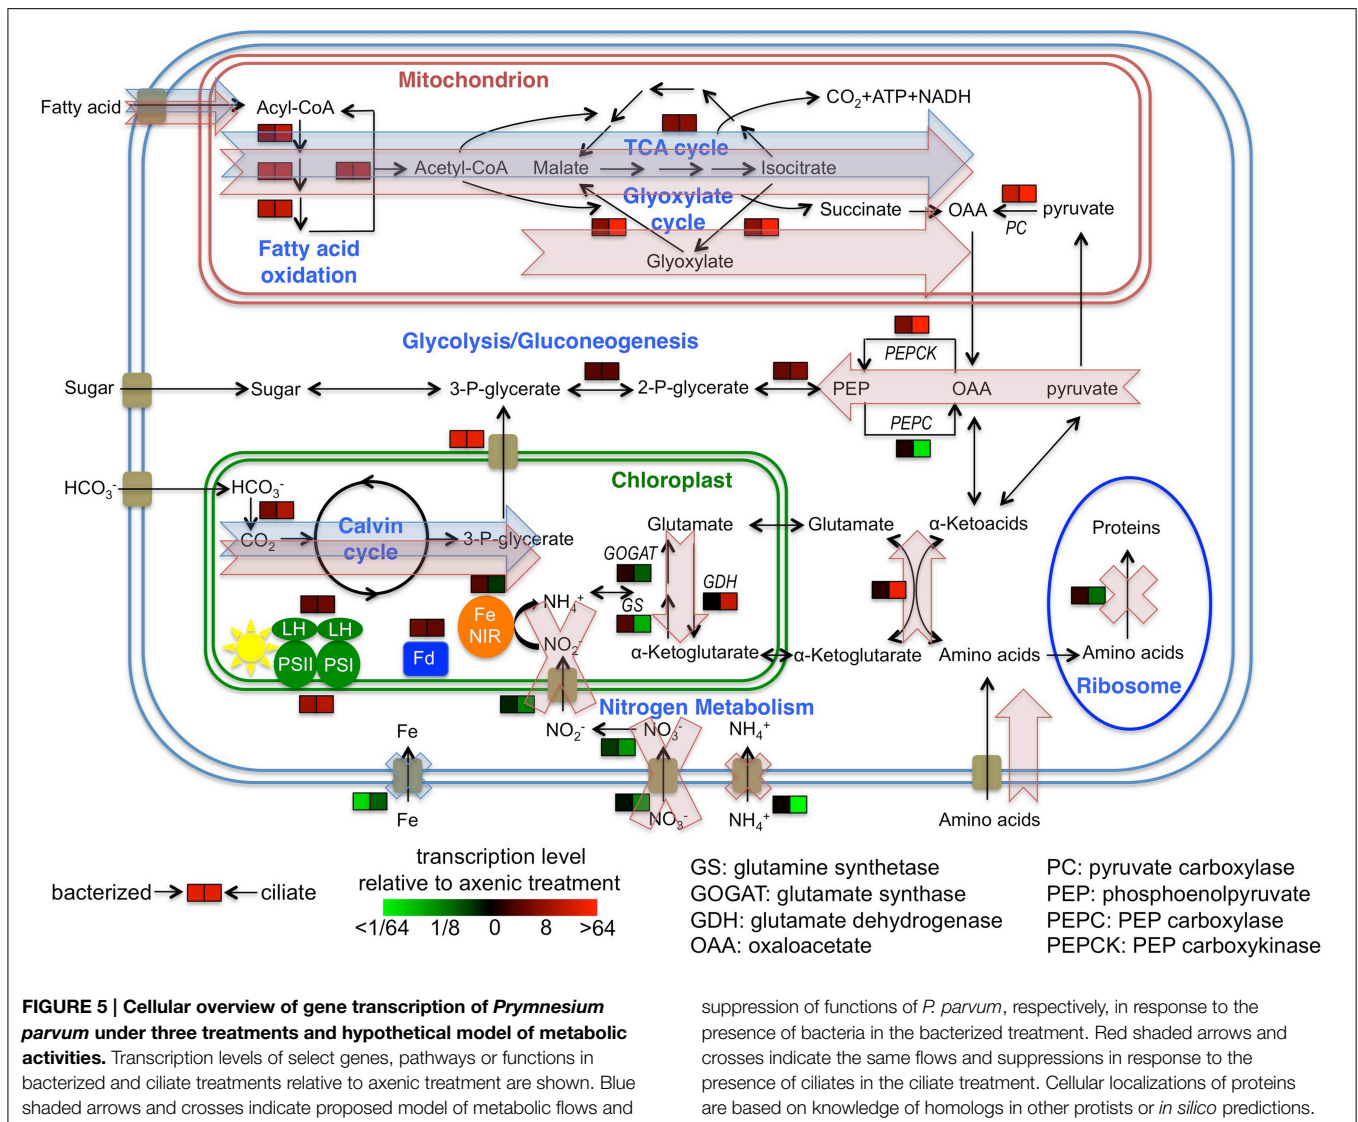 Mitochondrion
Fatty acid
Acyl-CoA
CO2+ATP+NADH
TCA cycle
Acetyl-CoA
Malate
Isocitrate
Glyoxylate
cycle
Succinate
OAA
pyruvate
PC
Fatty acid
oxidation
Glyoxylate
Glycolysis/Gluconeogenesis
PEPCK
Sugar
Sugar
3-P-glycerate
2-P-glycerate
PEP
OAA
pyruvate
PEPC
Chloroplast
HCO3-
HCO3-
Calvin
cycle
CO2
3-P-glycerate
Glutamate
Glutamate
α-Ketoacids
Proteins
GOGAT
GDH
GS
NH4+
Fe
NIR
NO2-
LH
LH
PSII
PSI
Fd
α-Ketoglutarate
α-Ketoglutarate
Amino acids
Amino acids
Ribosome
Nitrogen Metabolism
Fe
NO2-
NO3-
NH4+
Fe
NO3-
NH4+
Amino acids
transcription level
relative to axenic treatment
bacterized
ciliate
<1/64 1/8 0 8 >64
GS: glutamine synthetase
GOGAT: glutamate synthase
GDH: glutamate dehydrogenase
OAA: oxaloacetate
PC: pyruvate carboxylase
PEP: phosphoenolpyruvate
PEPC: PEP carboxylase
PEPCK: PEP carboxykinase
FIGURE 5 | Cellular overview of gene transcription of Prymnesium
parvum under three treatments and hypothetical model of metabolic
activities. Transcription levels of select genes, pathways or functions in
bacterized and ciliate treatments relative to axenic treatment are shown. Blue
shaded arrows and crosses indicate proposed model of metabolic flows and
suppression of functions of P. parvum, respectively, in response to the
presence of bacteria in the bacterized treatment. Red shaded arrows and
crosses indicate the same flows and suppressions in response to the
presence of ciliates in the ciliate treatment. Cellular localizations of proteins
are based on knowledge of homologs in other protists or in silico predictions.